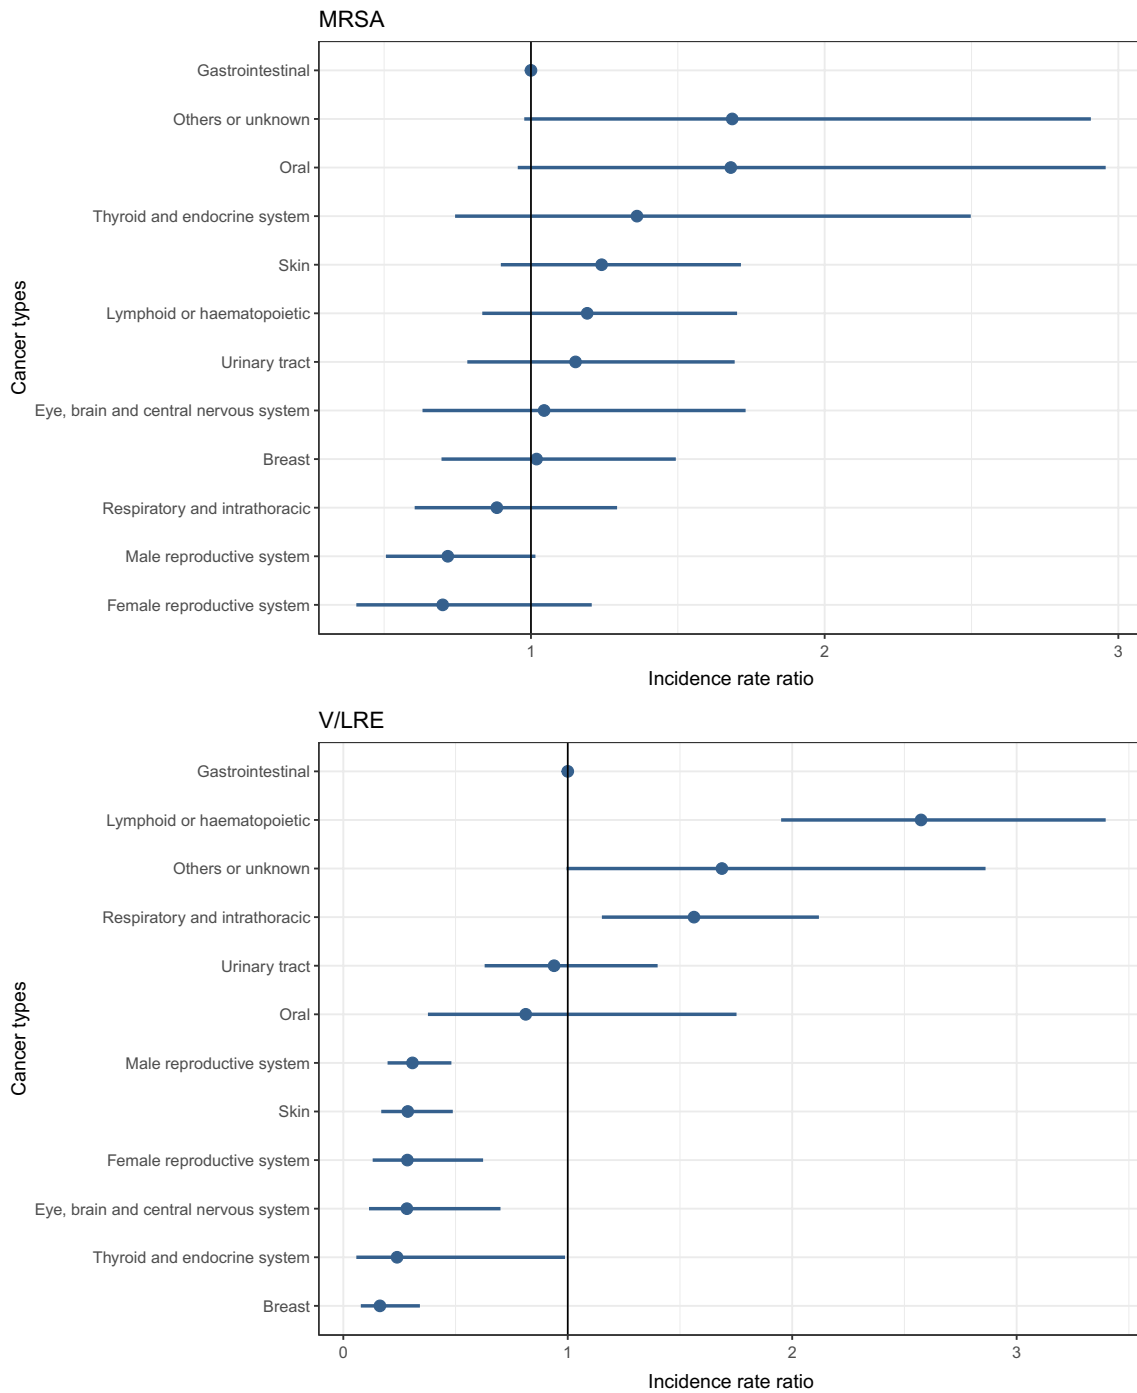 MRSA
Cancer types
Gastrointestinal
Others or unknown
Oral
Thyroid and endocrine system
Skin
Lymphoid or haematopoietic
Urinary tract
Eye, brain and central nervous system
Breast
Respiratory and intrathoracic
Male reproductive system
Female reproductive system
1 2 3
Incidence rate ratio
V/LRE
Cancer types
Gastrointestinal
Lymphoid or haematopoietic
Others or unknown
Respiratory and intrathoracic
Urinary tract
Oral
Male reproductive system
Skin
Female reproductive system
Eye, brain and central nervous system
Thyroid and endocrine system
Breast
0 1 2 3
Incidence rate ratio